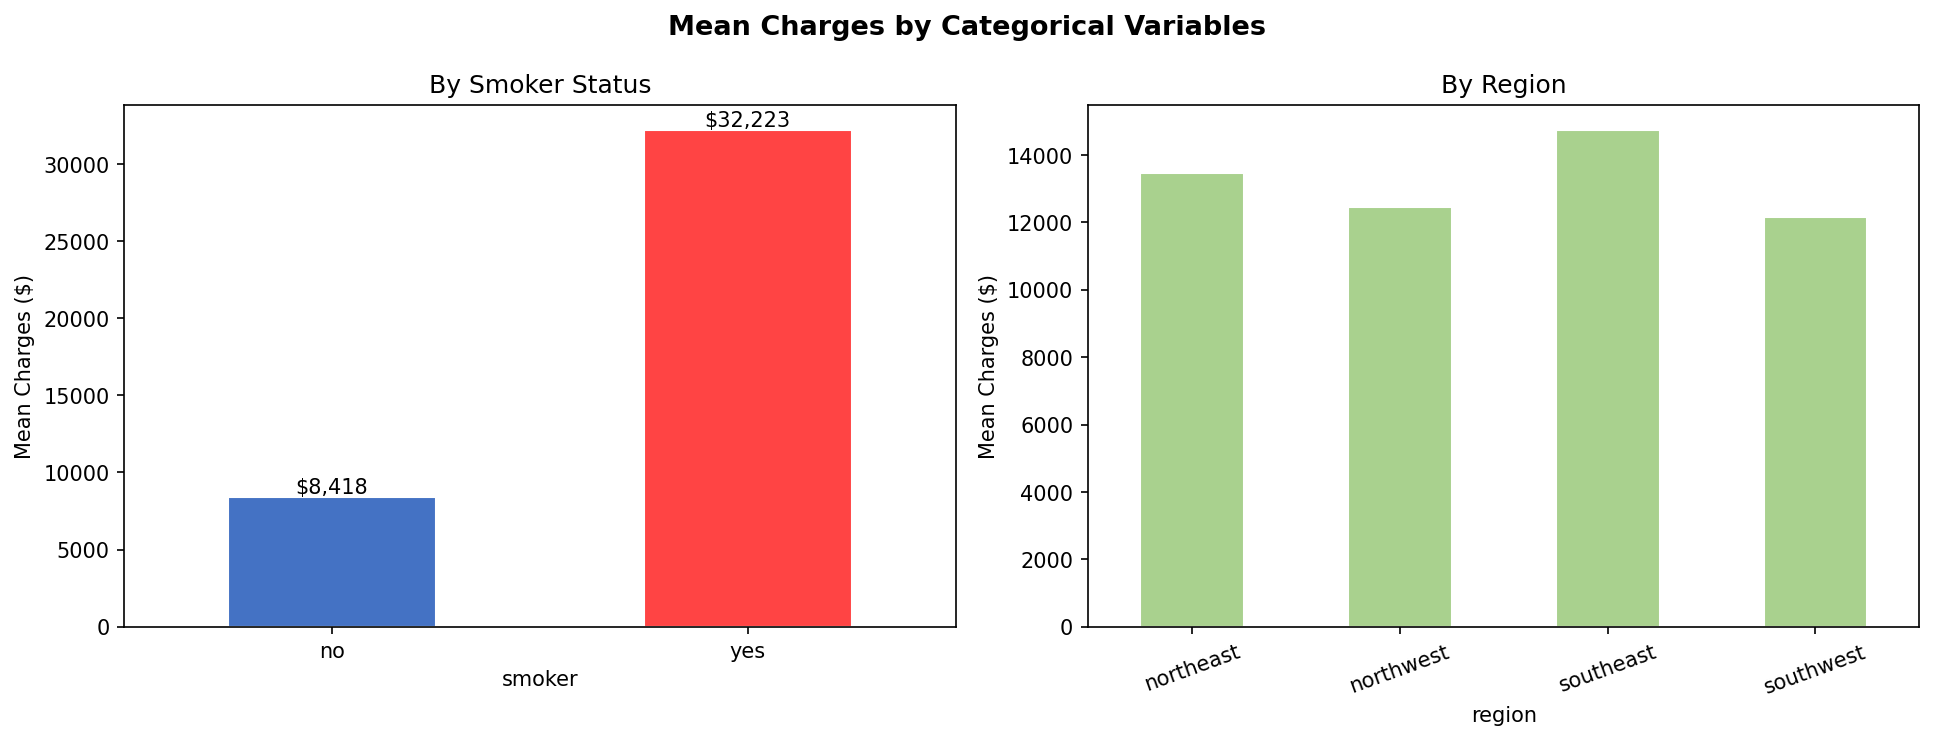 Mean Charges by Categorical Variables
By Smoker Status
$32,223
$8,418
30000
25000
20000
15000
10000
5000
0
Mean Charges ($)
no
yes
smoker
By Region
14000
12000
10000
8000
6000
4000
2000
0
Mean Charges ($)
northeast
northwest
southeast
southwest
region